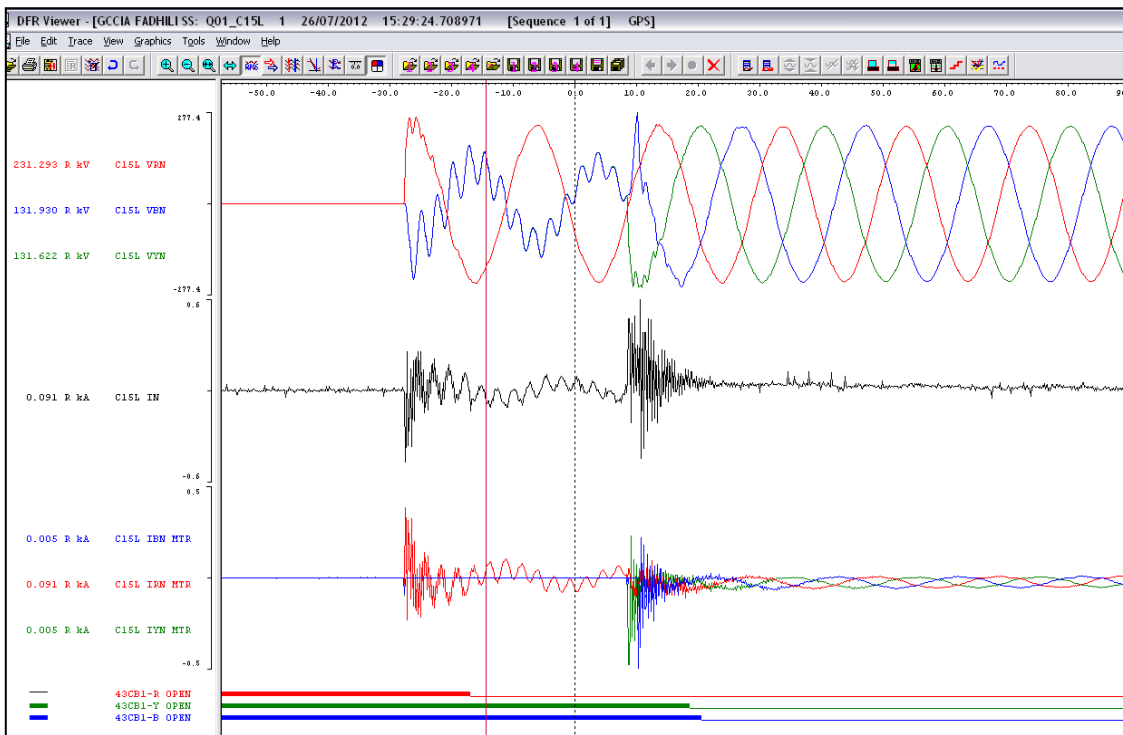 DFR Viewer - [GCCIA FADHILI SS: Q01_C15L 1 26/07/2012 15:29:24.708971 [Sequence 1 of 1] GPS]
File Edit Trace View Graphics Tools Window Help
-50.0 -40.0 -30.0 -20.0 -10.0 0.0 10.0 20.0 30.0 40.0 50.0 60.0 70.0 80.0 90
277.4
231.293 R kV C15L VRN
131.930 R kV C15L VBN
131.622 R kV C15L VYN
-277.4
0.5
0.091 R kA C15L IN
-0.5
0.5
0.005 R kA C15L IBN MTR
0.091 R kA C15L IRN MTR
0.005 R kA C15L IYN MTR
-0.5
43CB1-R OPEN
43CB1-Y OPEN
43CB1-B OPEN